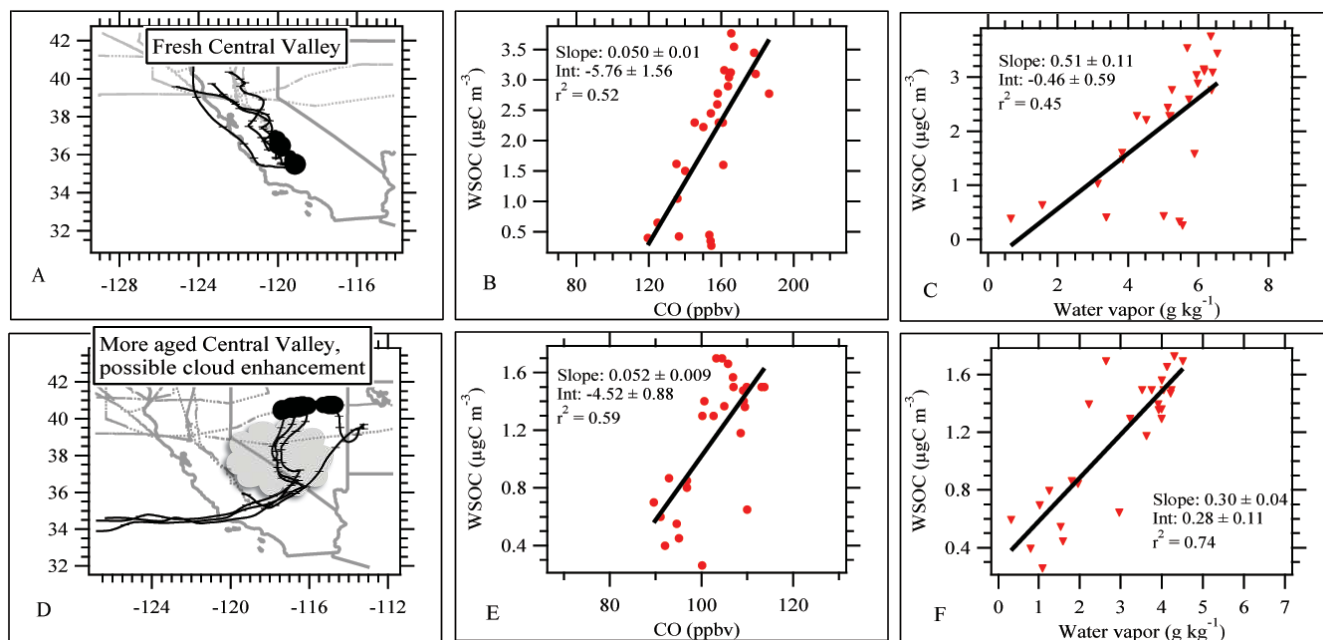 Fresh Central Valley
42
40
38
36
34
32
-128
-124
-120
-116
A
WSOC (µgC m⁻³)
3.5
3.0
2.5
2.0
1.5
1.0
0.5
Slope: 0.050 ± 0.01
Int: -5.76 ± 1.56
r² = 0.52
80
120
160
200
B
CO (ppbv)
WSOC (µgC m⁻³)
3
2
1
0
Slope: 0.51 ± 0.11
Int: -0.46 ± 0.59
r² = 0.45
0
2
4
6
8
C
Water vapor (g kg⁻¹)
More aged Central Valley,
possible cloud enhancement
42
40
38
36
34
32
-124
-120
-116
-112
D
WSOC (µgC m⁻³)
1.6
1.2
0.8
0.4
Slope: 0.052 ± 0.009
Int: -4.52 ± 0.88
r² = 0.59
80
100
120
E
CO (ppbv)
WSOC (µgC m⁻³)
1.6
1.2
0.8
0.4
Slope: 0.30 ± 0.04
Int: 0.28 ± 0.11
r² = 0.74
0
1
2
3
4
5
6
7
F
Water vapor (g kg⁻¹)